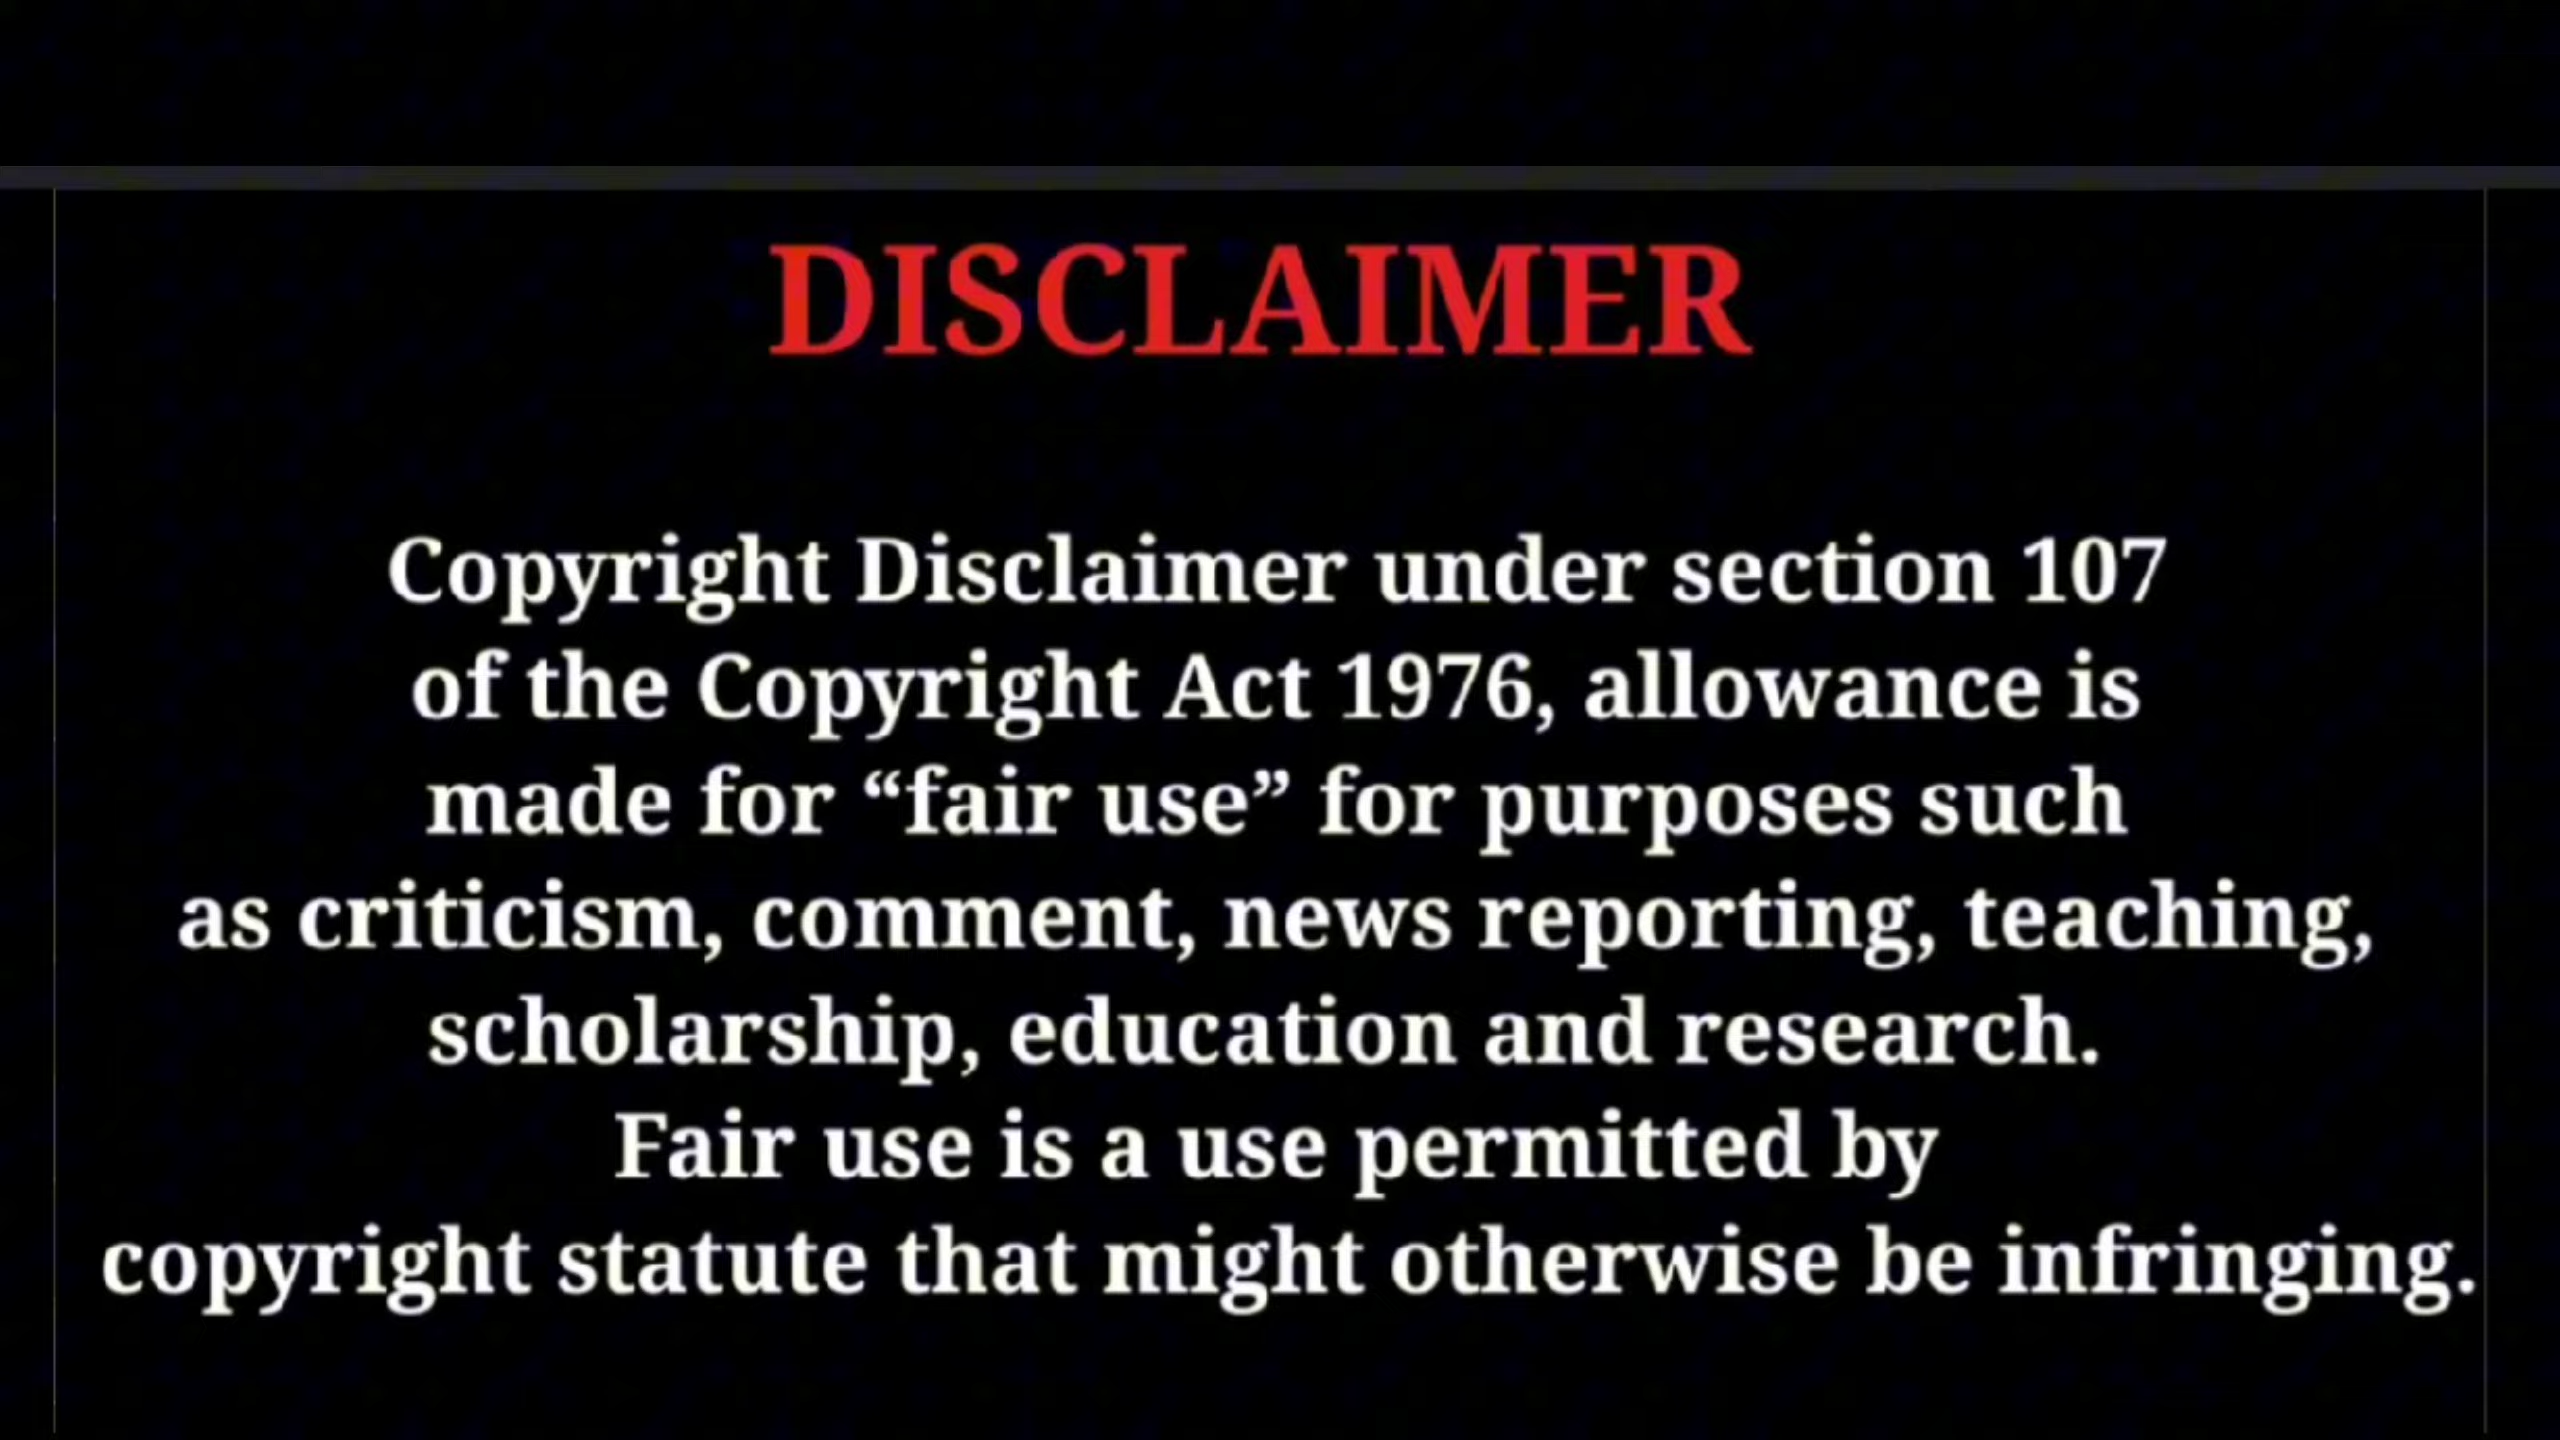 DISCLAIMER
Copyright Disclaimer under section 107
of the Copyright Act 1976, allowance is
made for “fair use” for purposes such
as criticism, comment, news reporting, teaching,
scholarship, education and research.
Fair use is a use permitted by
copyright statute that might otherwise be infringing.